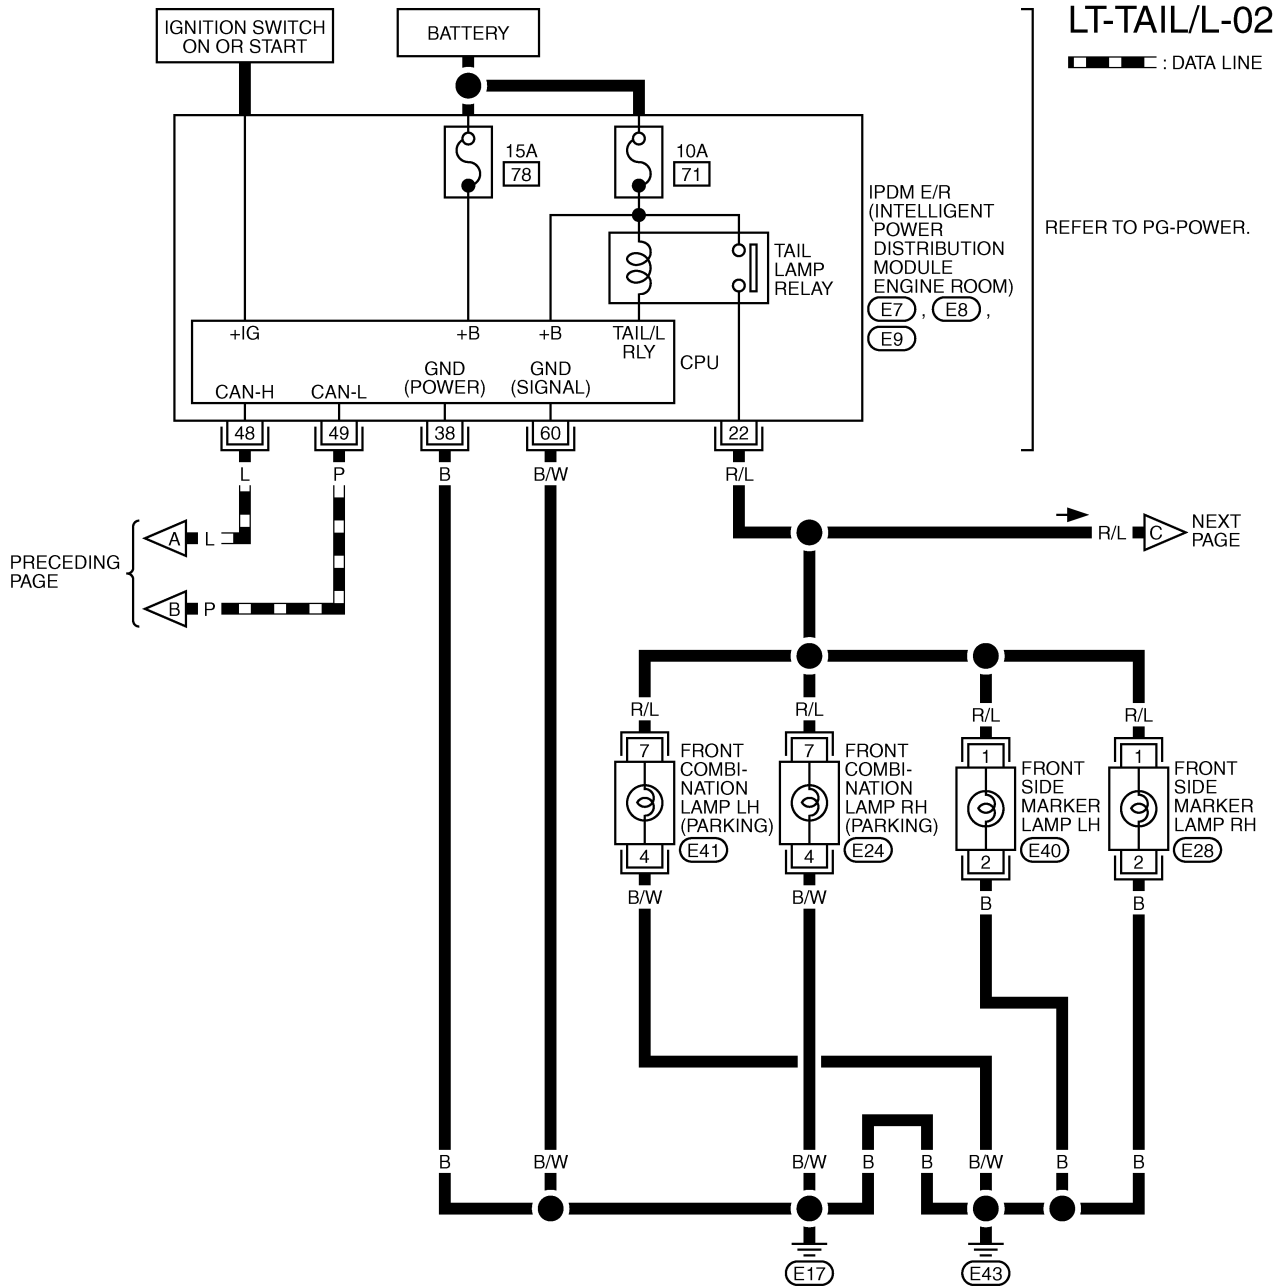 LT-TAIL/L-02
: DATA LINE
IGNITION SWITCH
ON OR START
BATTERY
15A
78
10A
71
IPDM E/R
(INTELLIGENT
POWER
DISTRIBUTION
MODULE
ENGINE ROOM)
E7 , E8 ,
E9
REFER TO PG-POWER.
TAIL
LAMP
RELAY
+IG
+B
+B
TAIL/L
RLY
CPU
GND
(POWER)
GND
(SIGNAL)
CAN-H
CAN-L
48
49
38
60
22
L
P
B
B/W
R/L
PRECEDING
PAGE
A
L
B
P
R/L
C
NEXT
PAGE
R/L
R/L
R/L
R/L
7
FRONT
COMBI-
NATION
LAMP LH
(PARKING)
E41
4
7
FRONT
COMBI-
NATION
LAMP RH
(PARKING)
E24
4
1
FRONT
SIDE
MARKER
LAMP LH
E40
2
1
FRONT
SIDE
MARKER
LAMP RH
E28
2
B/W
B/W
B
B
B
B/W
B/W
B
B
B/W
B
B
E17
E43